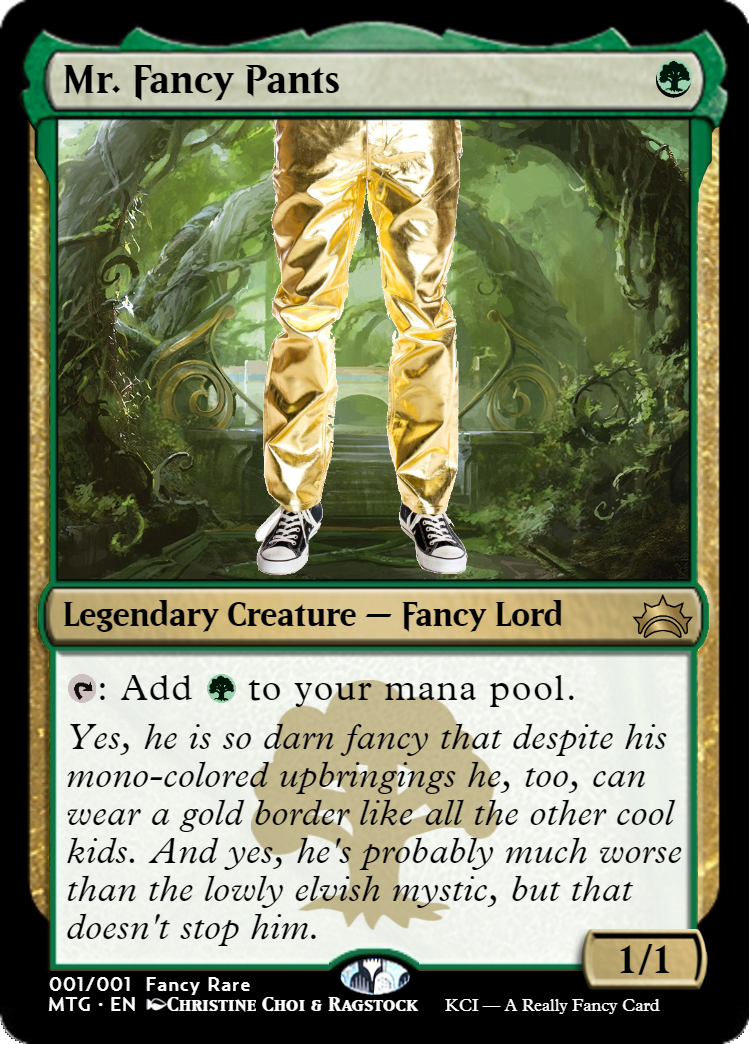 Mr. Fancy Pants
Legendary Creature — Fancy Lord
: Add to your mana pool.
Yes, he is so darn fancy that despite his
mono-colored upbringings he, too, can
wear a gold border like all the other cool
kids. And yes, he's probably much worse
than the lowly elvish mystic, but that
doesn't stop him.
1/1
001/001 Fancy Rare
MTG · EN Christine Choi & Ragstock KCI — A Really Fancy Card